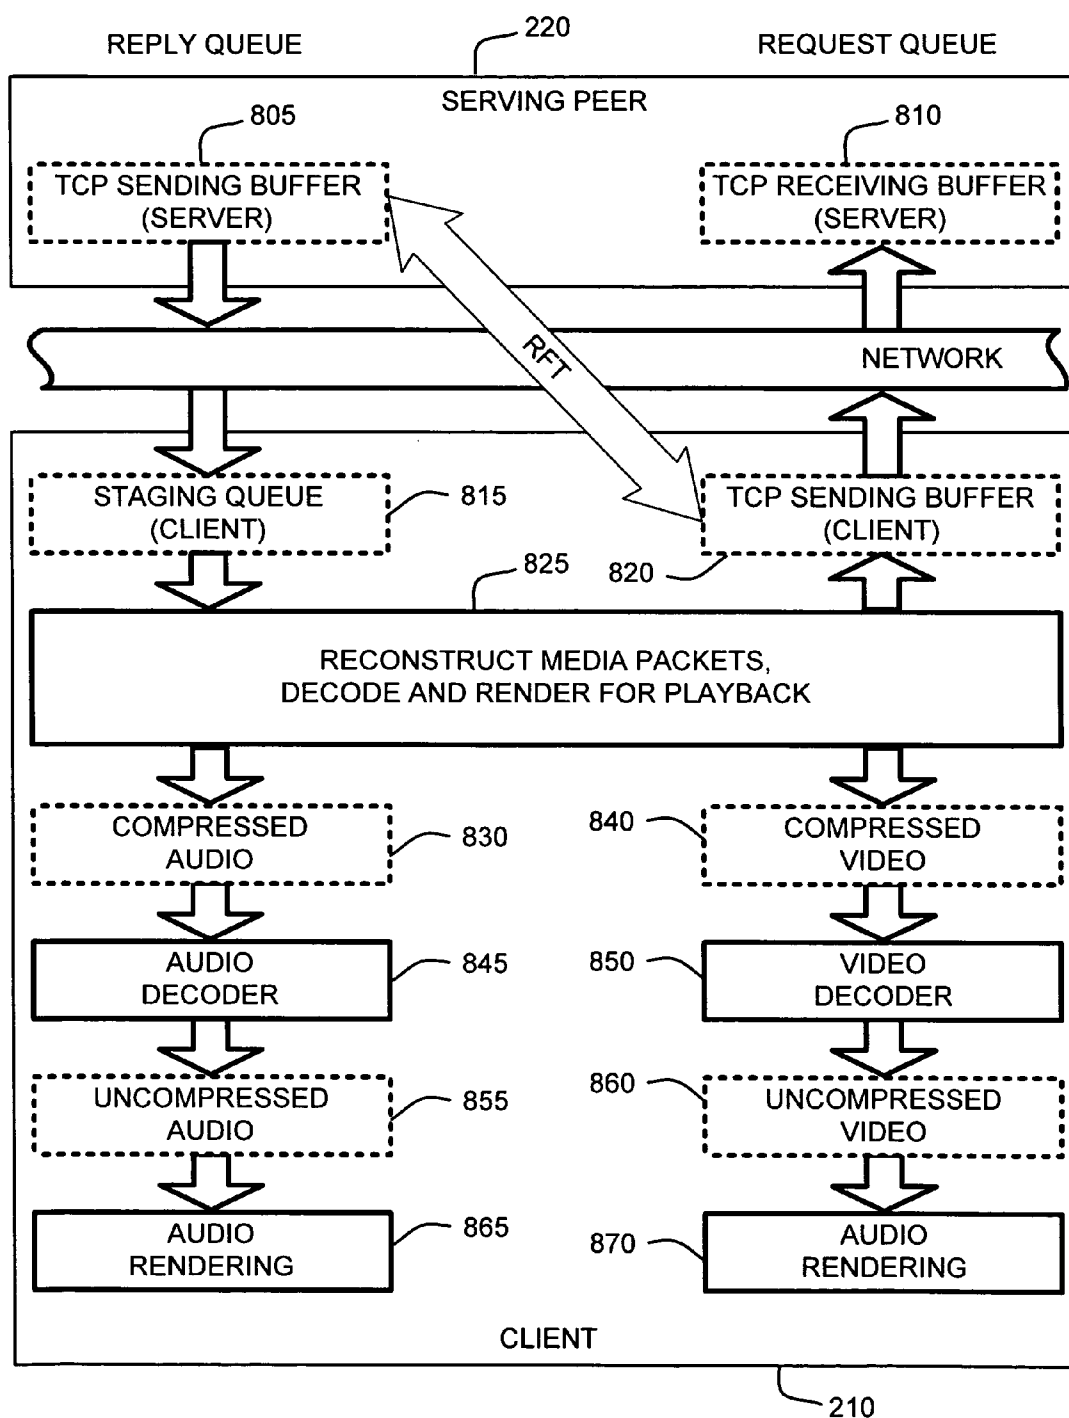 REPLY QUEUE
220
REQUEST QUEUE
SERVING PEER
805
810
TCP SENDING BUFFER
(SERVER)
TCP RECEIVING BUFFER
(SERVER)
RFT
NETWORK
STAGING QUEUE
(CLIENT)
815
TCP SENDING BUFFER
(CLIENT)
820
825
RECONSTRUCT MEDIA PACKETS,
DECODE AND RENDER FOR PLAYBACK
COMPRESSED
AUDIO
830
840
COMPRESSED
VIDEO
AUDIO
DECODER
845
850
VIDEO
DECODER
UNCOMPRESSED
AUDIO
855
860
UNCOMPRESSED
VIDEO
AUDIO
RENDERING
865
870
AUDIO
RENDERING
CLIENT
210